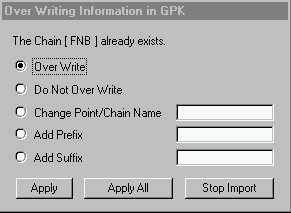 Over Writing Information in GPK
The Chain [ FNB ] already exists.
Over Write
Do Not Over Write
Change Point/Chain Name
Add Prefix
Add Suffix
Apply Apply All Stop Import